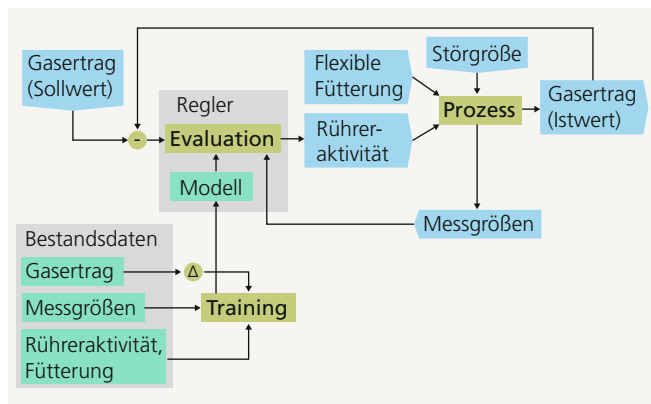 Gasertrag
(Sollwert)
Flexible
Fütterung
Störgröße
Regler
-
Evaluation
Rührer-
aktivität
Prozess
Gasertrag
(Istwert)
Modell
Messgrößen
Bestandsdaten
Gasertrag
Δ
Messgrößen
Training
Rühreraktivität,
Fütterung